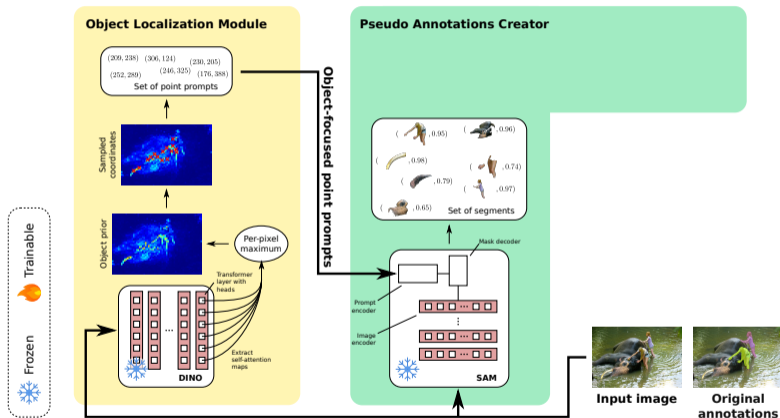 Object Localization Module
(209, 238) (306, 124) (230, 205)
(252, 289) (246, 325) (176, 388)
Set of point prompts
Sampled
coordinates
Object prior
Per-pixel
maximum
Transformer
layer with
heads
...
Extract
self-attention
maps
DINO
Object-focused point prompts
Pseudo Annotations Creator
( , 0.95) ( , 0.96)
( , 0.98) ( , 0.74)
( , 0.79) ( , 0.97)
( , 0.65)
Set of segments
Mask decoder
Prompt
encoder
Image
encoder
...
...
...
...
SAM
Trainable
Frozen
Input image
Original
annotations